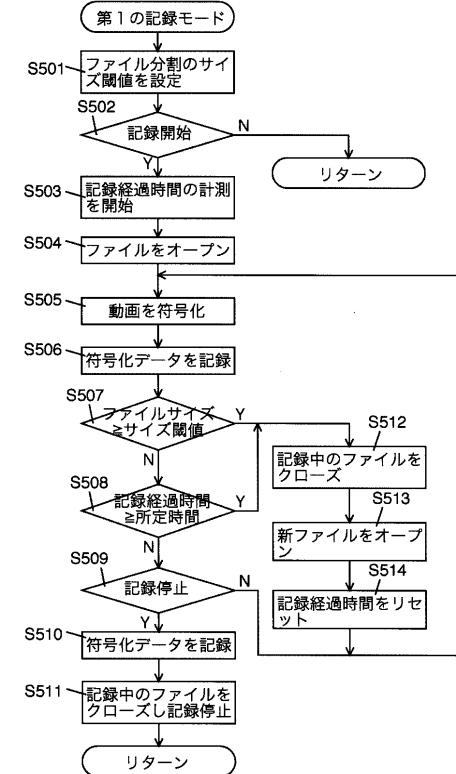 第1の記録モード
S501
ファイル分割のサイ
ズ閾値を設定
S502
記録開始
N
Y
リターン
S503
記録経過時間の計測
を開始
S504
ファイルをオープン
S505
動画を符号化
S506
符号化データを記録
S507
ファイルサイズ
≧サイズ閾値
Y
N
S512
記録中のファイルを
クローズ
S508
記録経過時間
≧所定時間
Y
N
S513
新ファイルをオープ
ン
S509
記録停止
N
Y
S514
記録経過時間をリセ
ット
S510
符号化データを記録
S511
記録中のファイルを
クローズし記録停止
リターン